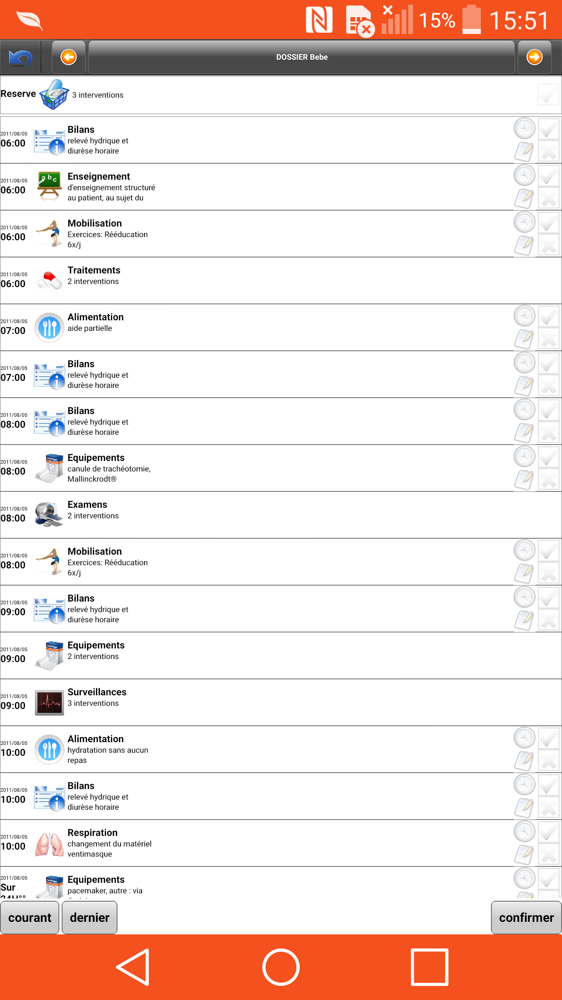 15% 15:51
DOSSIER Bebe
Reserve 3 interventions
2011/08/05
06:00
Bilans
relevé hydrique et
diurèse horaire
2011/08/05
06:00
a b c
Enseignement
d'enseignement structuré
au patient, au sujet du
2011/08/05
06:00
Mobilisation
Exercices: Rééducation
6x/j
2011/08/05
06:00
Traitements
2 interventions
2011/08/05
07:00
Alimentation
aide partielle
2011/08/05
07:00
Bilans
relevé hydrique et
diurèse horaire
2011/08/05
08:00
Bilans
relevé hydrique et
diurèse horaire
2011/08/05
08:00
Equipements
canule de trachéotomie,
Mallinckrodt®
2011/08/05
08:00
Examens
2 interventions
2011/08/05
08:00
Mobilisation
Exercices: Rééducation
6x/j
2011/08/05
09:00
Bilans
relevé hydrique et
diurèse horaire
2011/08/05
09:00
Equipements
2 interventions
2011/08/05
09:00
Surveillances
3 interventions
2011/08/05
10:00
Alimentation
hydratation sans aucun
repas
2011/08/05
10:00
Bilans
relevé hydrique et
diurèse horaire
2011/08/05
10:00
Respiration
changement du matériel
ventimasque
2011/08/05
Sur
24H°°
Equipements
pacemaker, autre : via
courant dernier confirmer